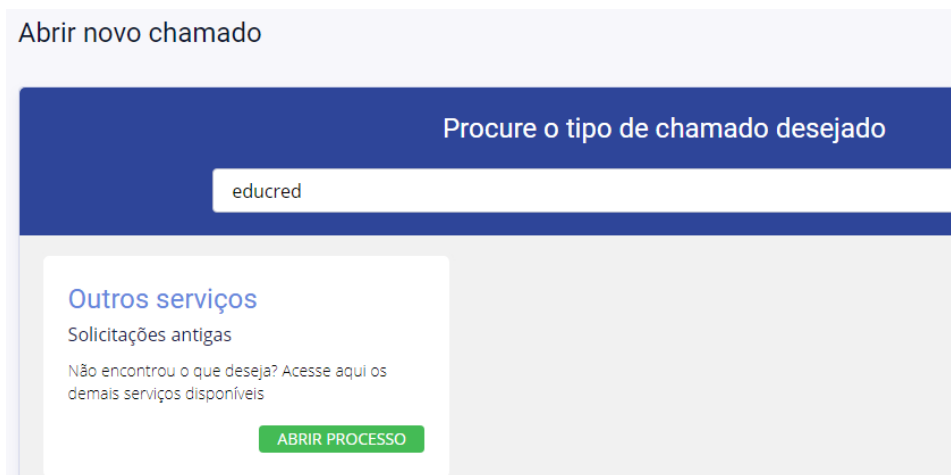 Abrir novo chamado
Procure o tipo de chamado desejado
educred
Outros serviços
Solicitações antigas
Não encontrou o que deseja? Acesse aqui os
demais serviços disponíveis
ABRIR PROCESSO